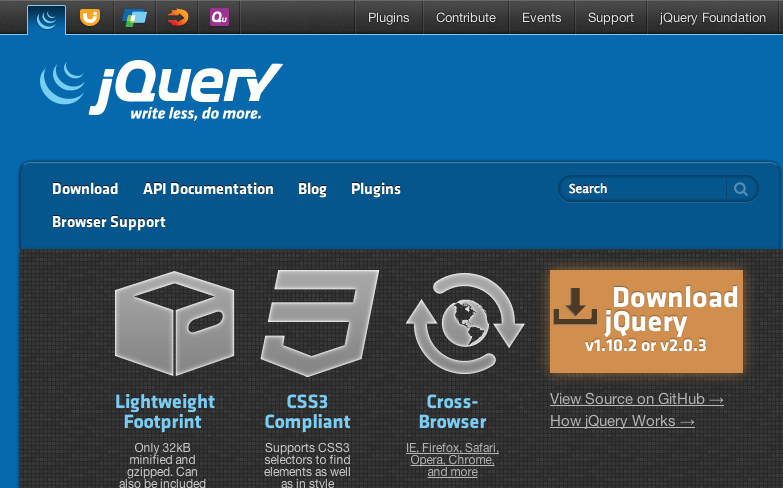 Qu
Plugins
Contribute
Events
Support
jQuery Foundation
jQuery
write less, do more.
Download
API Documentation
Blog
Plugins
Search
Browser Support
Lightweight
Footprint
Only 32kB
minified and
gzipped. Can
also be included
CSS3
Compliant
Supports CSS3
selectors to find
elements as well
as in style
Cross-
Browser
IE, Firefox, Safari,
Opera, Chrome,
and more
Download
jQuery
v1.10.2 or v2.0.3
View Source on GitHub →
How jQuery Works →